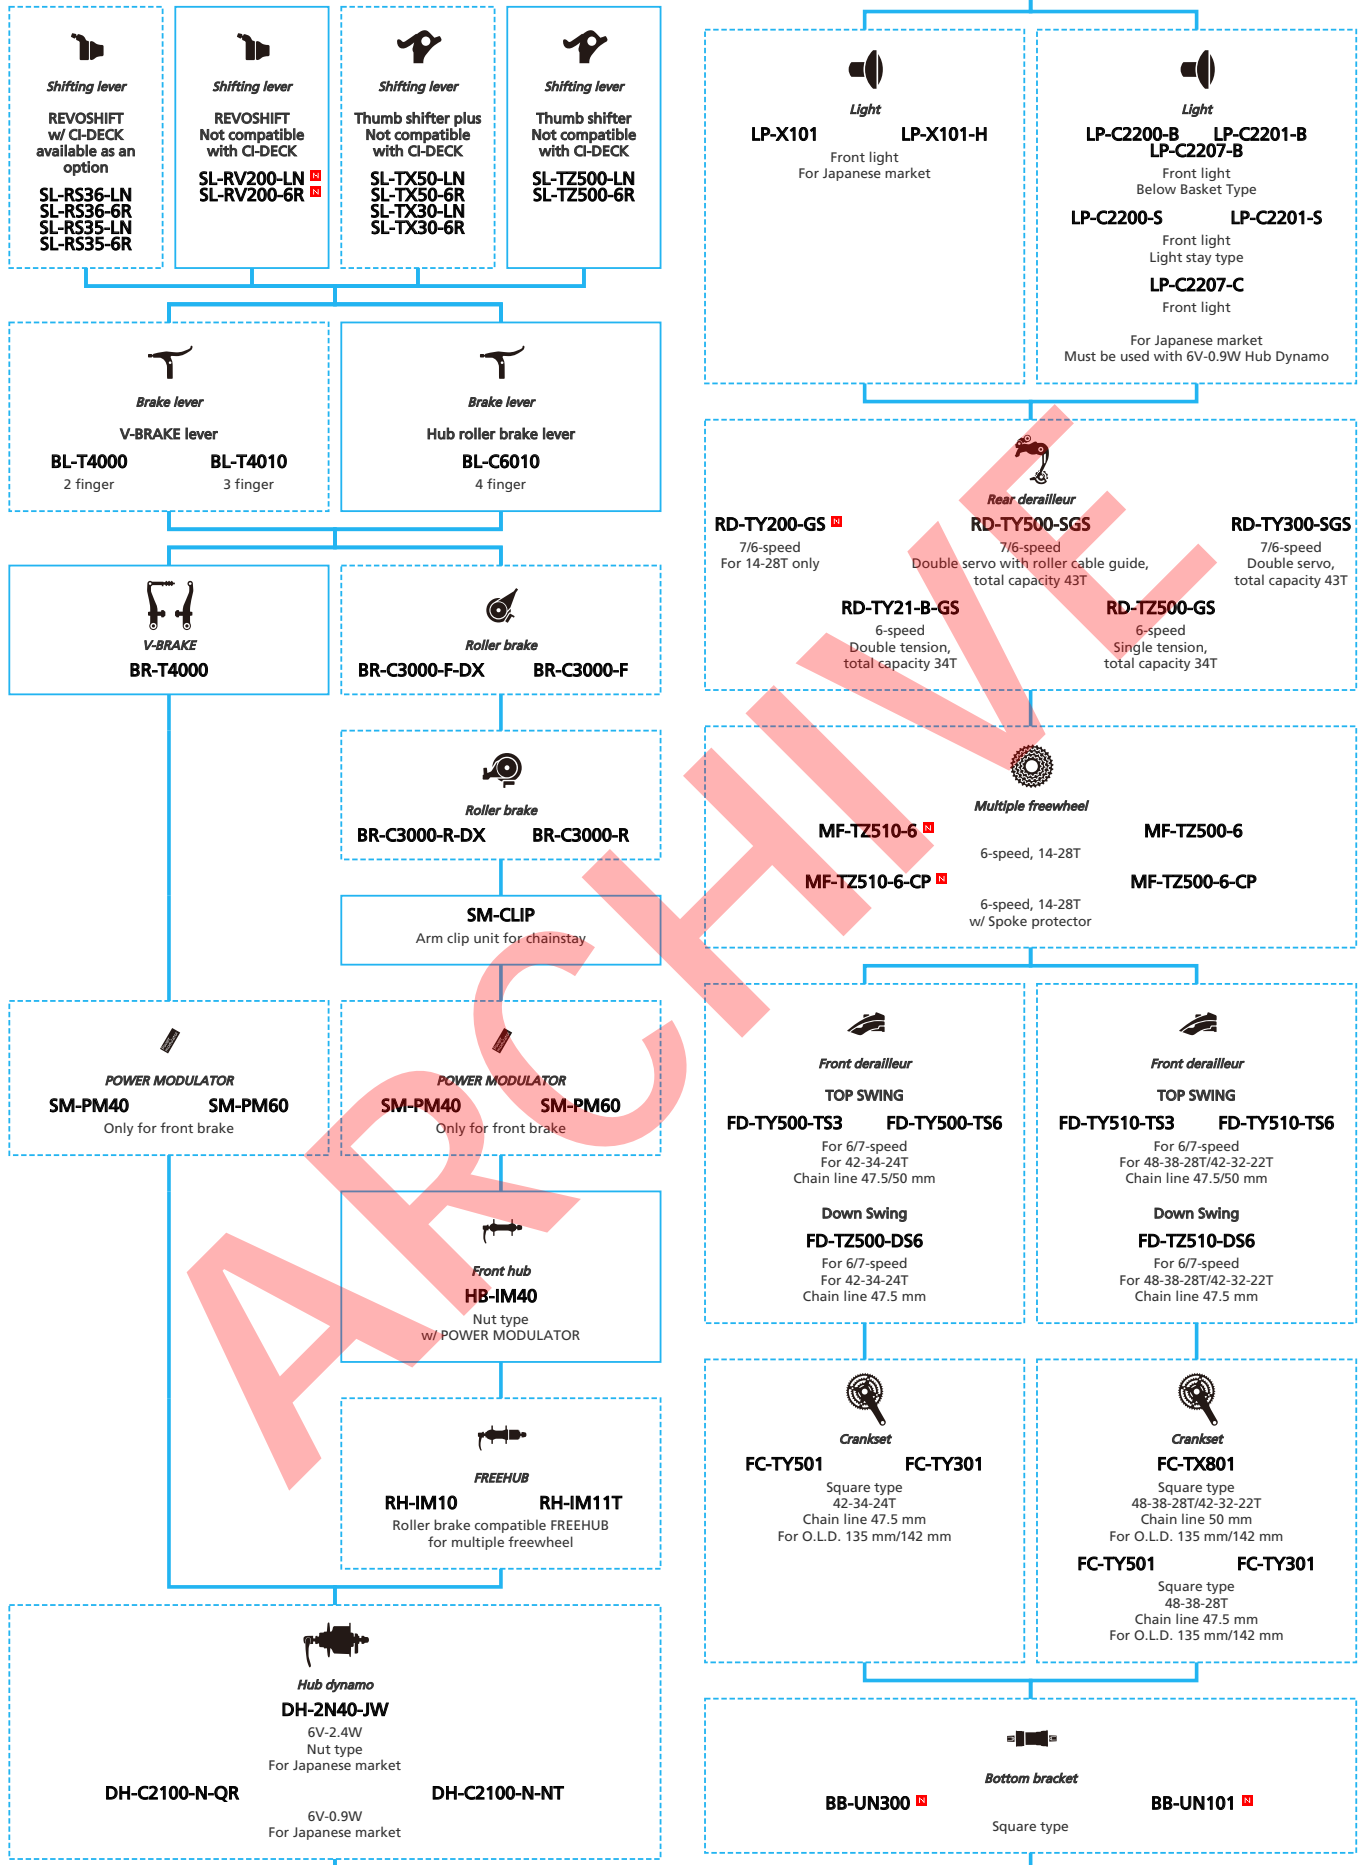 Shifting lever
REVOSHIFT
w/ CI-DECK
available as an
option
SL-RS36-LN
SL-RS36-6R
SL-RS35-LN
SL-RS35-6R
Shifting lever
REVOSHIFT
Not compatible
with CI-DECK
SL-RV200-LN N
SL-RV200-6R N
Shifting lever
Thumb shifter plus
Not compatible
with CI-DECK
SL-TX50-LN
SL-TX50-6R
SL-TX30-LN
SL-TX30-6R
Shifting lever
Thumb shifter
Not compatible
with CI-DECK
SL-TZ500-LN
SL-TZ500-6R
Brake lever
V-BRAKE lever
BL-T4000 BL-T4010
2 finger 3 finger
Brake lever
Hub roller brake lever
BL-C6010
4 finger
V-BRAKE
BR-T4000
Roller brake
BR-C3000-F-DX BR-C3000-F
Roller brake
BR-C3000-R-DX BR-C3000-R
SM-CLIP
Arm clip unit for chainstay
POWER MODULATOR
SM-PM40 SM-PM60
Only for front brake
POWER MODULATOR
SM-PM40 SM-PM60
Only for front brake
Front hub
HB-IM40
Nut type
w/ POWER MODULATOR
FREEHUB
RH-IM10 RH-IM11T
Roller brake compatible FREEHUB
for multiple freewheel
Hub dynamo
DH-2N40-JW
6V-2.4W
Nut type
For Japanese market
DH-C2100-N-QR DH-C2100-N-NT
6V-0.9W
For Japanese market
Light
LP-X101 LP-X101-H
Front light
For Japanese market
Light
LP-C2200-B LP-C2201-B
LP-C2207-B
Front light
Below Basket Type
LP-C2200-S LP-C2201-S
Front light
Light stay type
LP-C2207-C
Front light
For Japanese market
Must be used with 6V-0.9W Hub Dynamo
Rear derailleur
RD-TY200-GS N RD-TY500-SGS RD-TY300-SGS
7/6-speed 7/6-speed 7/6-speed
For 14-28T only Double servo with roller cable guide, Double servo,
total capacity 43T total capacity 43T
RD-TY21-B-GS RD-TZ500-GS
6-speed 6-speed
Double tension, Single tension,
total capacity 34T total capacity 34T
Multiple freewheel
MF-TZ510-6 N MF-TZ500-6
6-speed, 14-28T
MF-TZ510-6-CP N MF-TZ500-6-CP
6-speed, 14-28T
w/ Spoke protector
Front derailleur
TOP SWING
FD-TY500-TS3 FD-TY500-TS6
For 6/7-speed
For 42-34-24T
Chain line 47.5/50 mm
Down Swing
FD-TZ500-DS6
For 6/7-speed
For 42-34-24T
Chain line 47.5 mm
Front derailleur
TOP SWING
FD-TY510-TS3 FD-TY510-TS6
For 6/7-speed
For 48-38-28T/42-32-22T
Chain line 47.5/50 mm
Down Swing
FD-TZ510-DS6
For 6/7-speed
For 48-38-28T/42-32-22T
Chain line 47.5 mm
Crankset
FC-TY501 FC-TY301
Square type
42-34-24T
Chain line 47.5 mm
For O.L.D. 135 mm/142 mm
Crankset
FC-TX801
Square type
48-38-28T/42-32-22T
Chain line 50 mm
For O.L.D. 135 mm/142 mm
FC-TY501 FC-TY301
Square type
48-38-28T
Chain line 47.5 mm
For O.L.D. 135 mm/142 mm
Bottom bracket
BB-UN300 N BB-UN101 N
Square type
ARCHIVE